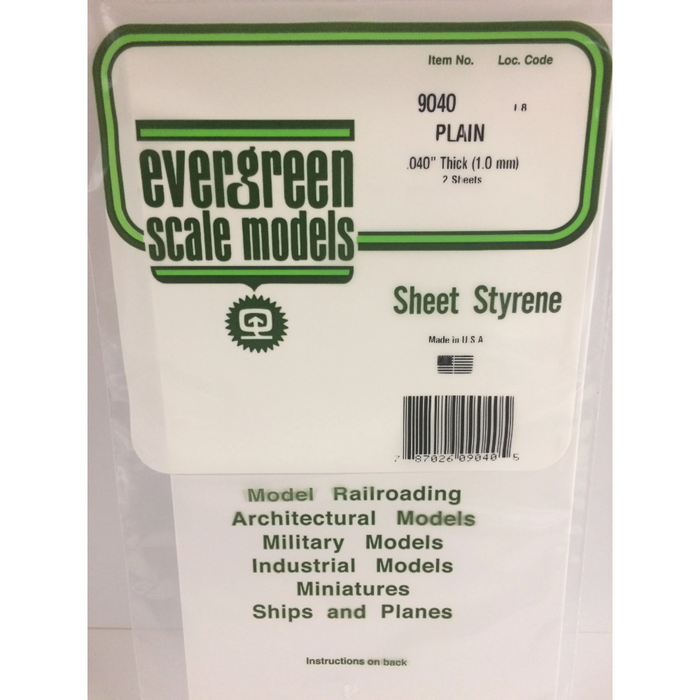 Item No. Loc. Code
9040 L8
PLAIN
.040" Thick (1.0 mm)
2 Sheets
evergreen
scale models
Sheet Styrene
Made in U.S.A
7 87026 09040 5
Model Railroading
Architectural Models
Military Models
Industrial Models
Miniatures
Ships and Planes
Instructions on back